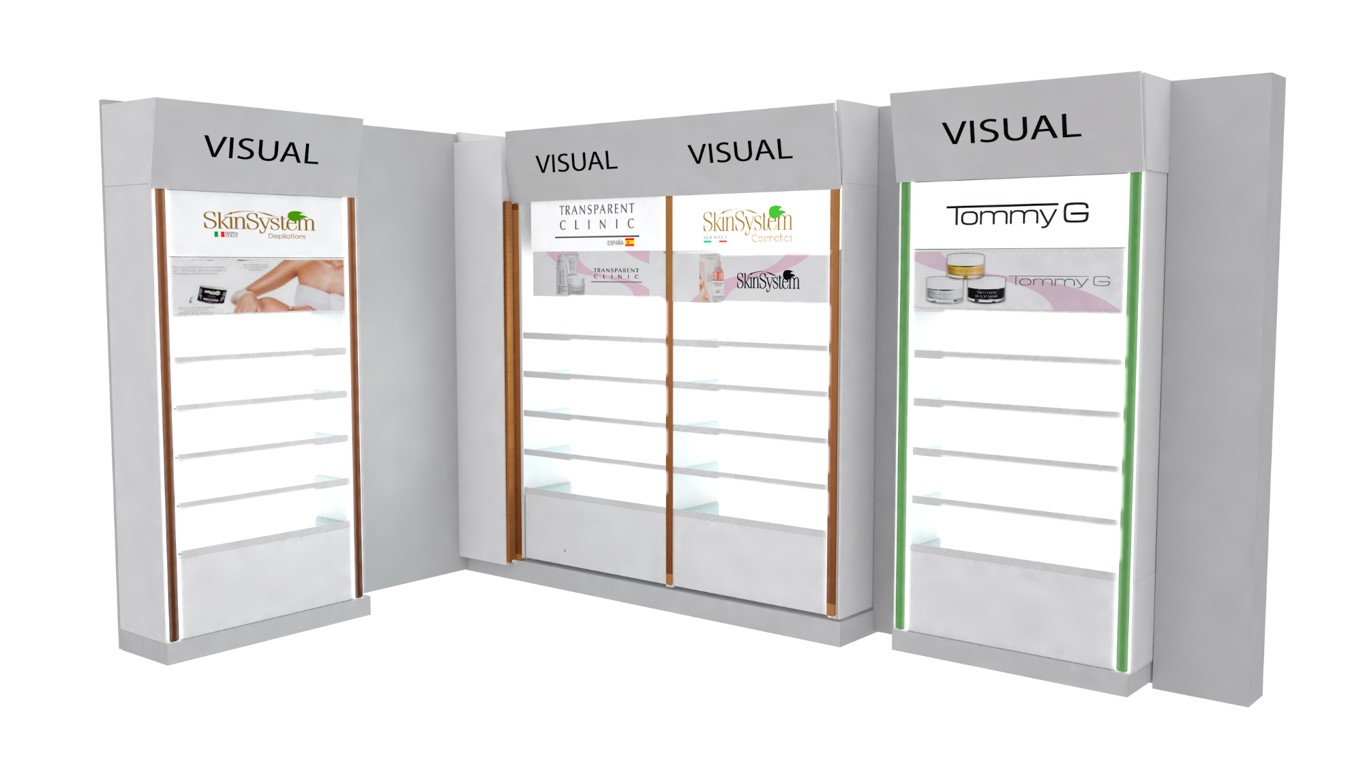 VISUAL
SkinSystem
Depilations
VISUAL
VISUAL
TRANSPARENT
CLINIC
ESPAÑA
SkinSystem
Cosmetics
TRANSPARENT
CLINIC
SkinSystem
VISUAL
Tommy G
Tommy G